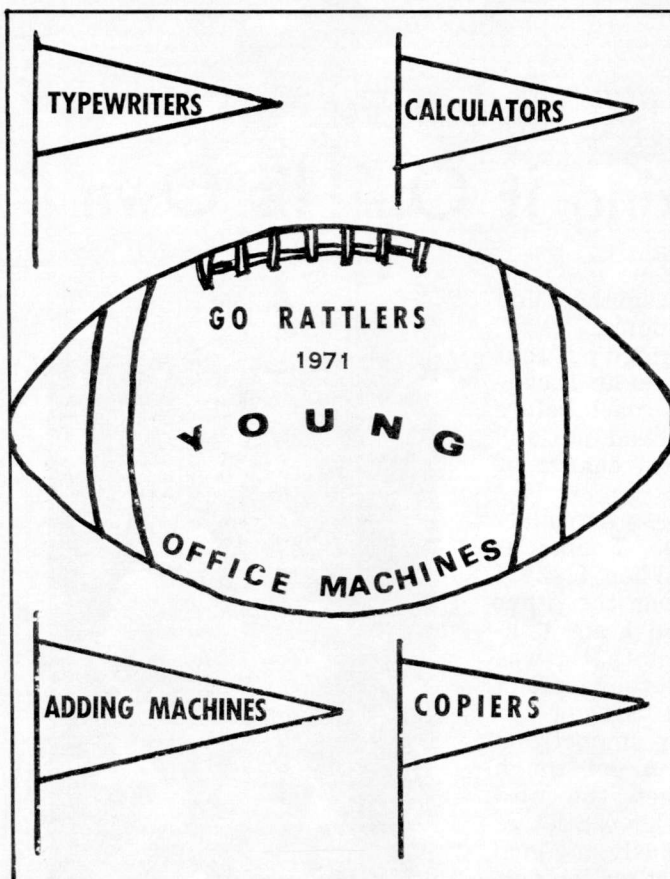 TYPEWRITERS
CALCULATORS
GO RATTLERS
1971
YOUNG
OFFICE MACHINES
ADDING MACHINES
COPIERS